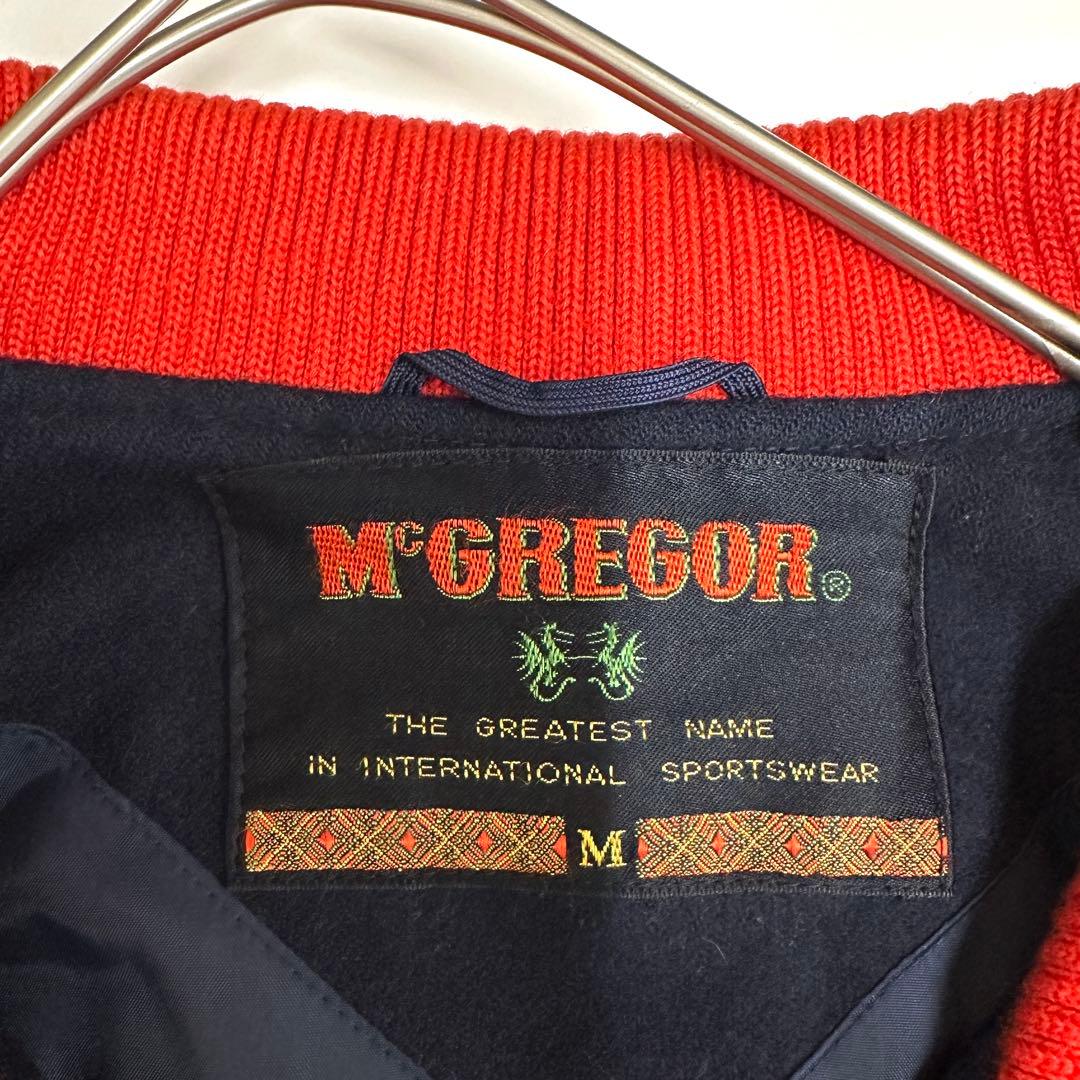 McGREGOR®
THE GREATEST NAME
IN INTERNATIONAL SPORTSWEAR
M